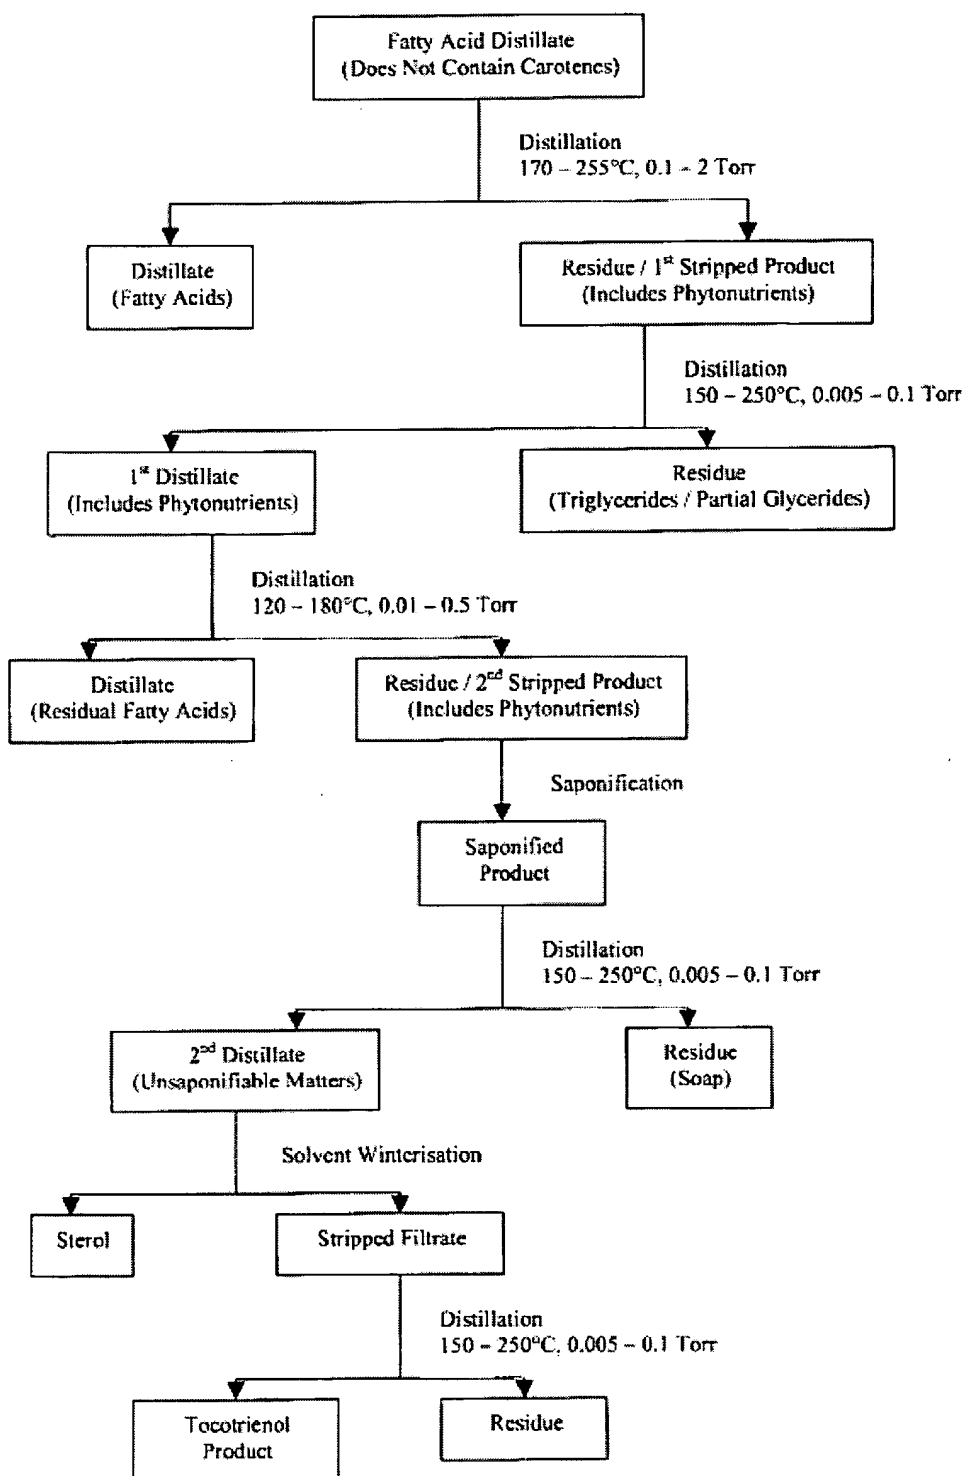 Fatty Acid Distillate
(Does Not Contain Carotenes)
Distillation
170 – 255°C, 0.1 – 2 Torr
Distillate
(Fatty Acids)
Residue / 1st Stripped Product
(Includes Phytonutrients)
Distillation
150 – 250°C, 0.005 – 0.1 Torr
1st Distillate
(Includes Phytonutrients)
Residue
(Triglycerides / Partial Glycerides)
Distillation
120 – 180°C, 0.01 – 0.5 Torr
Distillate
(Residual Fatty Acids)
Residue / 2nd Stripped Product
(Includes Phytonutrients)
Saponification
Saponified
Product
Distillation
150 – 250°C, 0.005 – 0.1 Torr
2nd Distillate
(Unsaponifiable Matters)
Residue
(Soap)
Solvent Winterisation
Sterol
Stripped Filtrate
Distillation
150 – 250°C, 0.005 – 0.1 Torr
Tocotrienol
Product
Residue